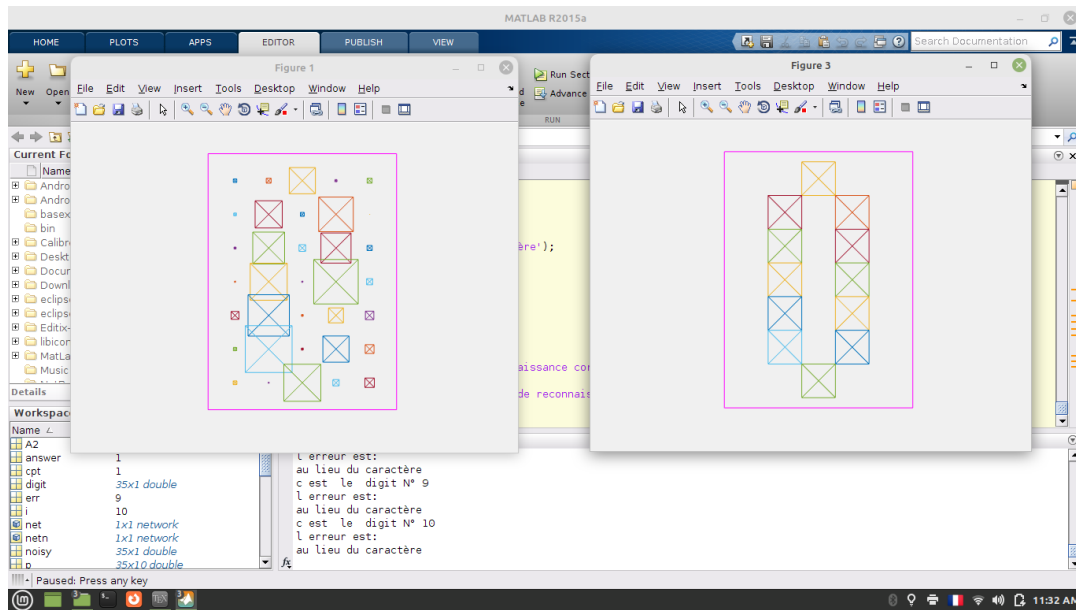 MATLAB R2015a
HOME PLOTS APPS EDITOR PUBLISH VIEW
Search Documentation
New Open
Figure 1
File Edit View Insert Tools Desktop Window Help
Run Sect
Advance
RUN
Figure 3
File Edit View Insert Tools Desktop Window Help
Current Fo
Name
Andro
Andro
basex
bin
Calibr
Deskt
Docur
Downl
eclips
eclips
Editix-
libicon
MatLa
Music
Details
Workspac
Name
A2
answer 1
cpt 1
digit 35x1 double
err 9
i 10
net 1x1 network
netn 1x1 network
noisy 35x1 double
p 35x10 double
ère');
aissance cor
de reconnais
l erreur est:
au lieu du caractère
c est le digit N° 9
l erreur est:
au lieu du caractère
c est le digit N° 10
l erreur est:
au lieu du caractère
fx
Paused: Press any key
11:32 AM